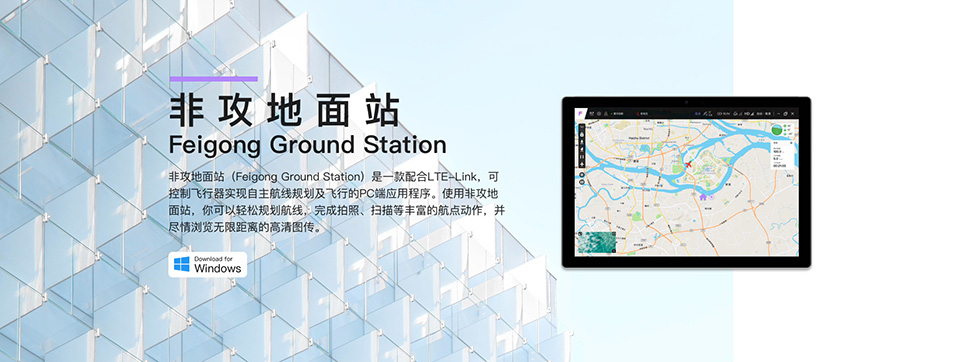 非攻地面站
Feigong Ground Station
非攻地面站（Feigong Ground Station）是一款配合LTE-Link，可
控制飞行器实现自主航线规划及飞行的PC端应用程序。使用非攻地
面站，你可以轻松规划航线，完成拍照、扫描等丰富的航点动作，并
尽情浏览无限距离的高清图传。
Download for
Windows